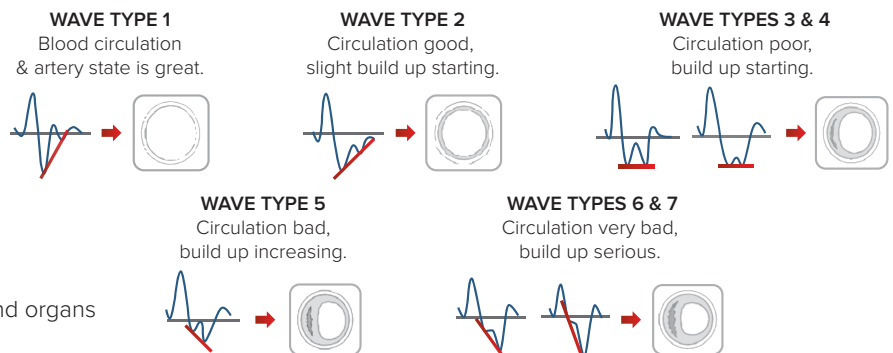 WAVE TYPE 1
Blood circulation
& artery state is great.
WAVE TYPE 2
Circulation good,
slight build up starting.
WAVE TYPES 3 & 4
Circulation poor,
build up starting.
WAVE TYPE 5
Circulation bad,
build up increasing.
WAVE TYPES 6 & 7
Circulation very bad,
build up serious.
nd organs